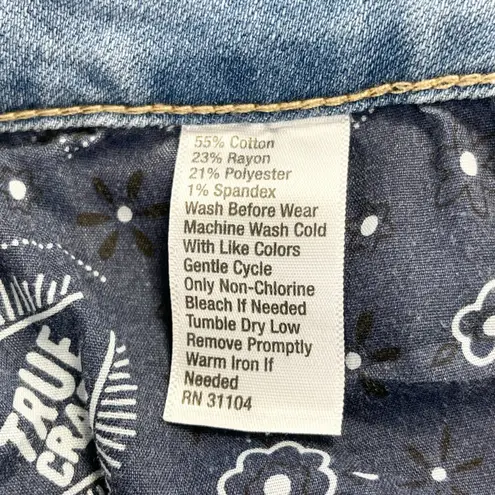 55% Cotton
23% Rayon
21% Polyester
1% Spandex
Wash Before Wear
Machine Wash Cold
With Like Colors
Gentle Cycle
Only Non-Chlorine
Bleach If Needed
Tumble Dry Low
Remove Promptly
Warm Iron If
Needed
RN 31104
TRUE